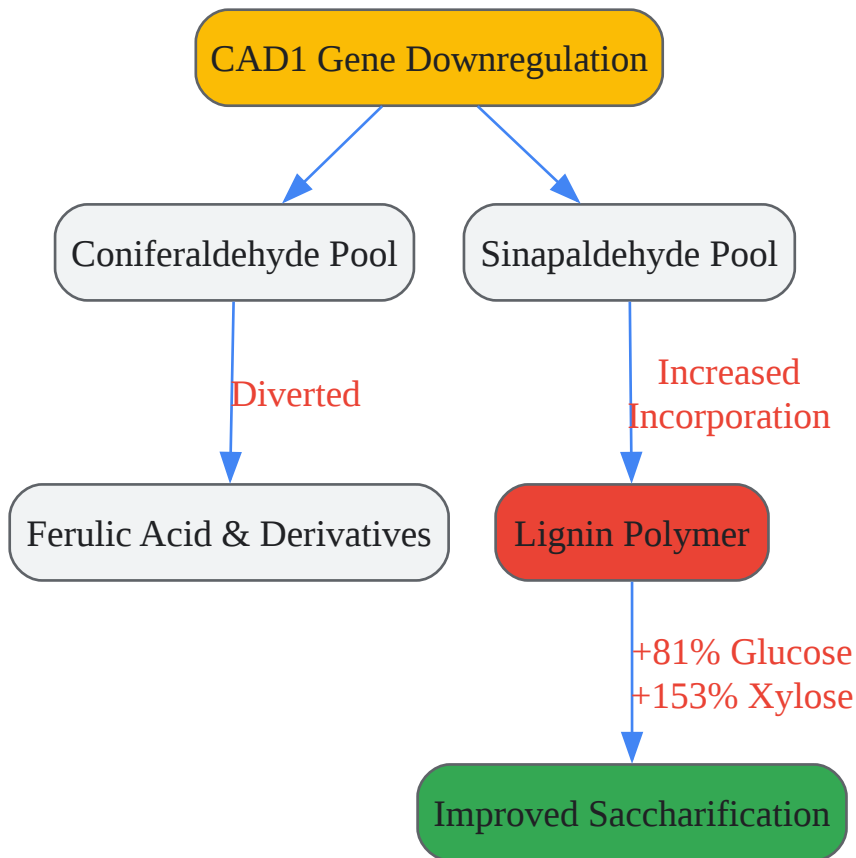 CAD1 Gene Downregulation
Coniferaldehyde Pool
Sinapaldehyde Pool
Diverted
Increased
Incorporation
Ferulic Acid & Derivatives
Lignin Polymer
+81% Glucose
+153% Xylose
Improved Saccharification